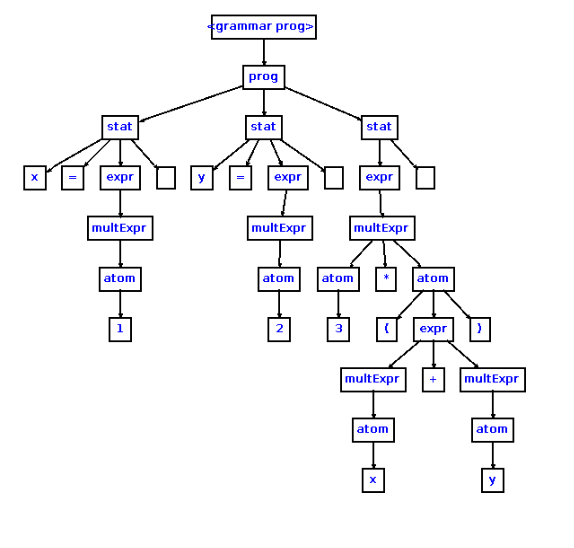 <grammar prog>
prog
stat stat stat
x = expr y = expr expr
multExpr multExpr multExpr
atom atom atom * atom
1 2 3 ( expr )
multExpr + multExpr
atom atom
x y